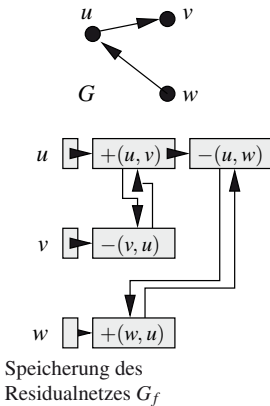 u
v
G
w
u
+(u, v)
−(u, w)
v
−(v, u)
w
+(w, u)
Speicherung des
Residualnetzes G_f